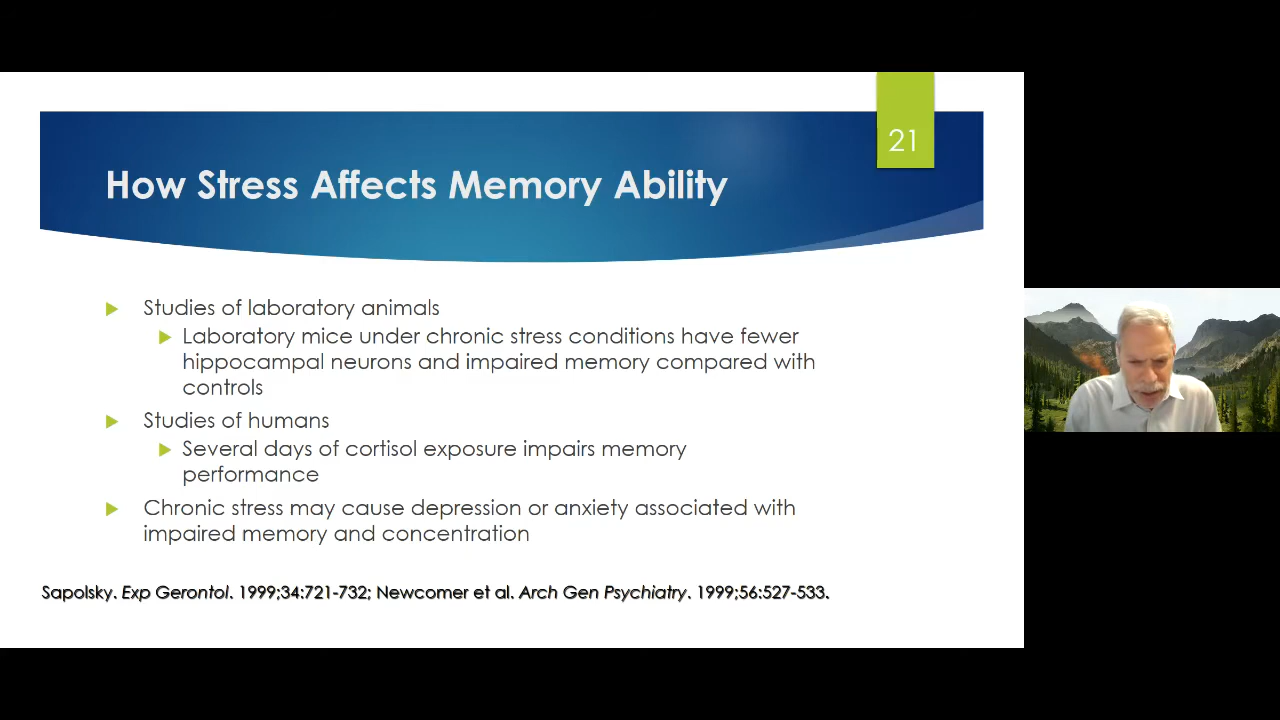 21
How Stress Affects Memory Ability
Studies of laboratory animals
Laboratory mice under chronic stress conditions have fewer
hippocampal neurons and impaired memory compared with
controls
Studies of humans
Several days of cortisol exposure impairs memory
performance
Chronic stress may cause depression or anxiety associated with
impaired memory and concentration
Sapolsky. Exp Gerontol. 1999;34:721-732; Newcomer et al. Arch Gen Psychiatry. 1999;56:527-533.